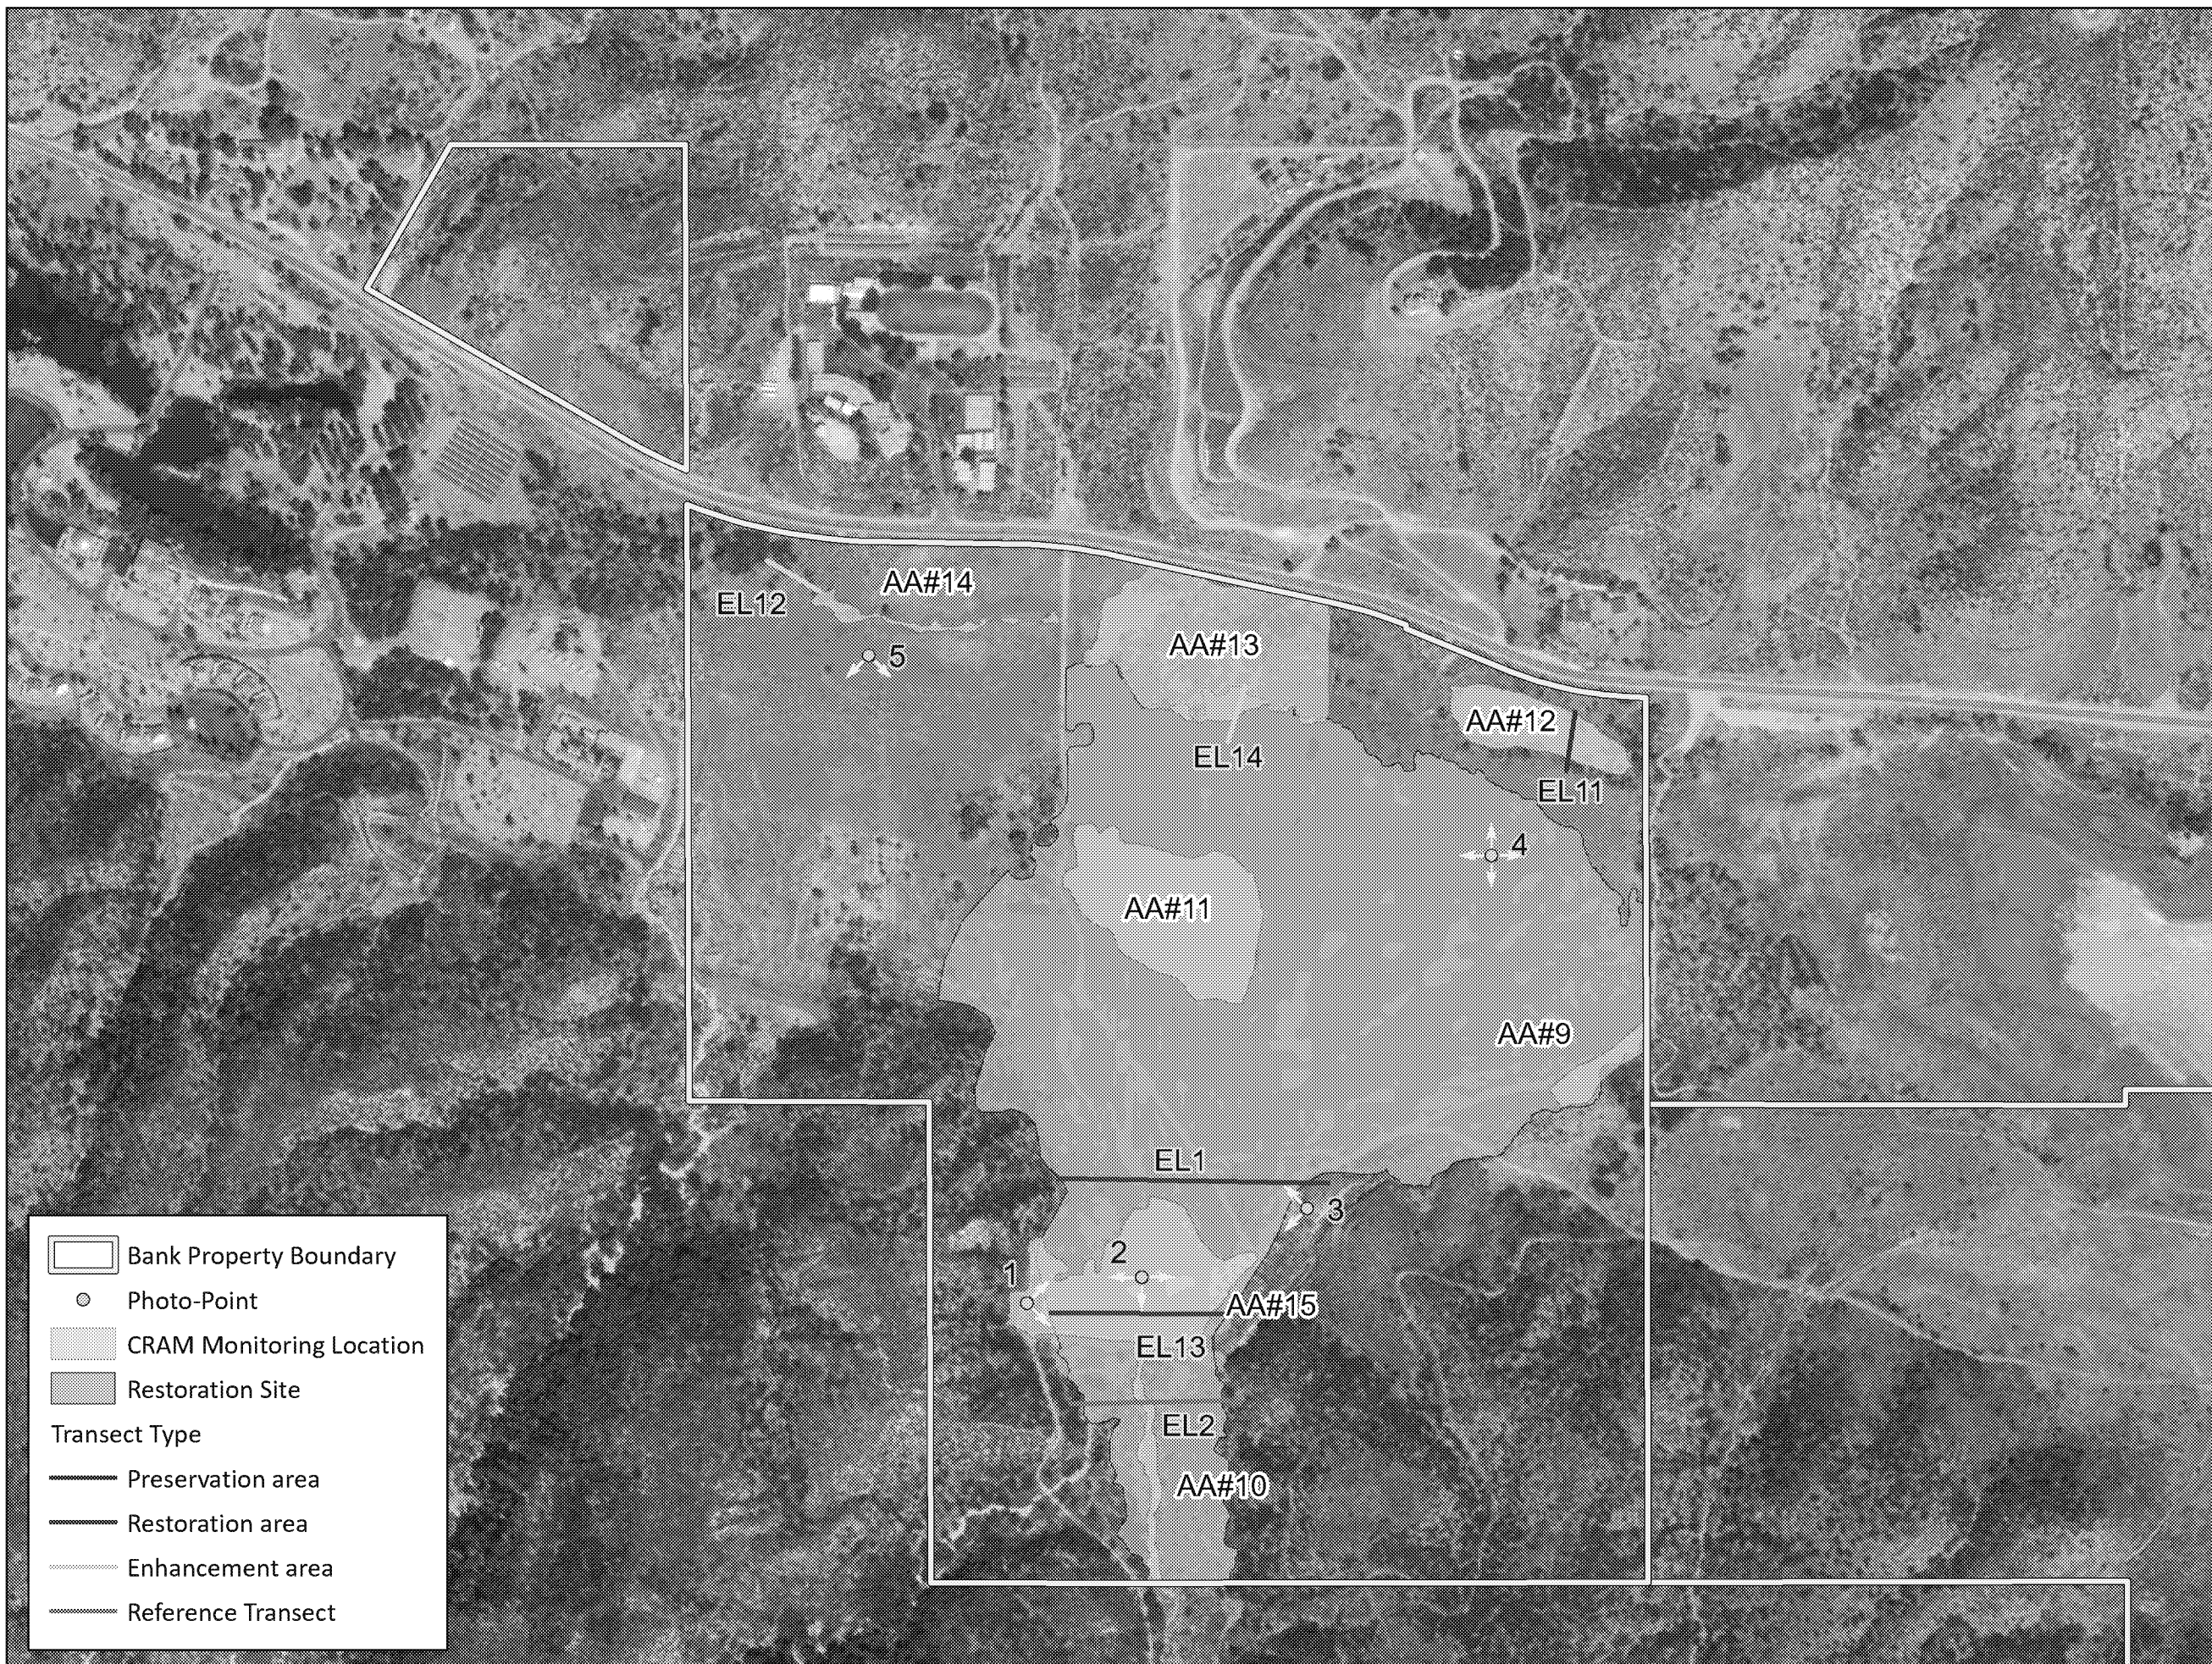 AA#14
EL12
AA#13
5
AA#12
EL14
EL11
4
AA#11
AA#9
EL1
3
2
1
AA#15
EL13
EL2
AA#10
Bank Property Boundary
Photo-Point
CRAM Monitoring Location
Restoration Site
Transect Type
Preservation area
Restoration area
Enhancement area
Reference Transect